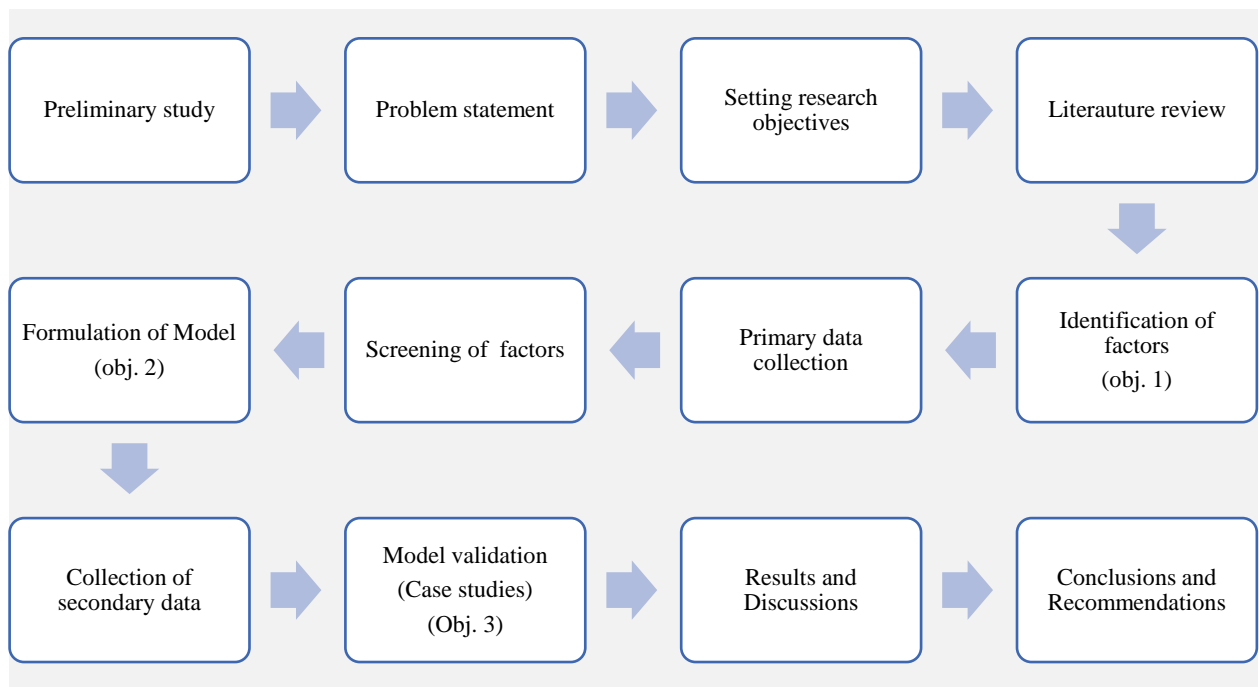 Preliminary study
Problem statement
Setting research
objectives
Literauture review
Identification of
factors
(obj. 1)
Primary data
collection
Screening of  factors
Formulation of Model
(obj. 2)
Collection of
secondary data
Model validation
(Case studies)
(Obj. 3)
Results and
Discussions
Conclusions and
Recommendations